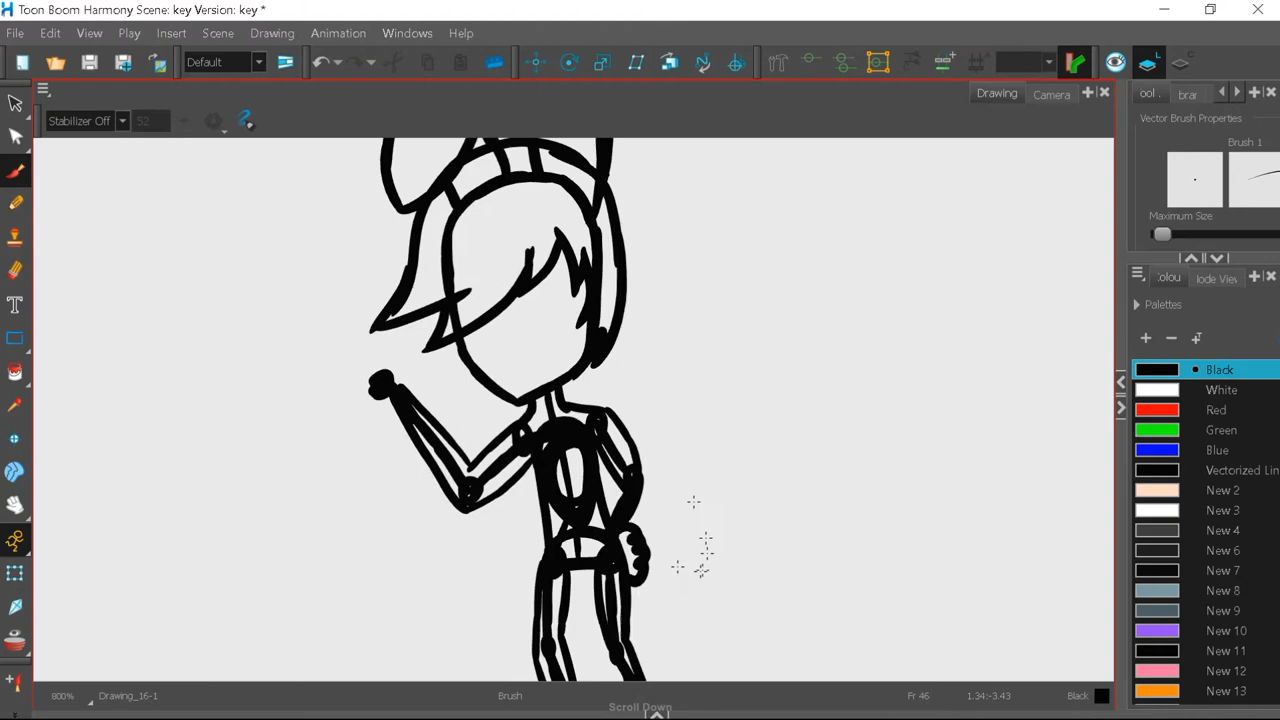 Toon Boom Harmony Scene: key Version: key *
File Edit View Play Insert Scene Drawing Animation Windows Help
Default
Drawing Camera
Stabilizer Off 52
Vector Brush Properties
Brush 1
Maximum Size
Palettes
Black
White
Red
Green
Blue
Vectorized Lin
New 2
New 3
New 4
New 6
New 7
New 8
New 9
New 10
New 11
New 12
New 13
800% Drawing_16-1 Brush Fr 46 1.34:-3.43 Black
Scroll Down